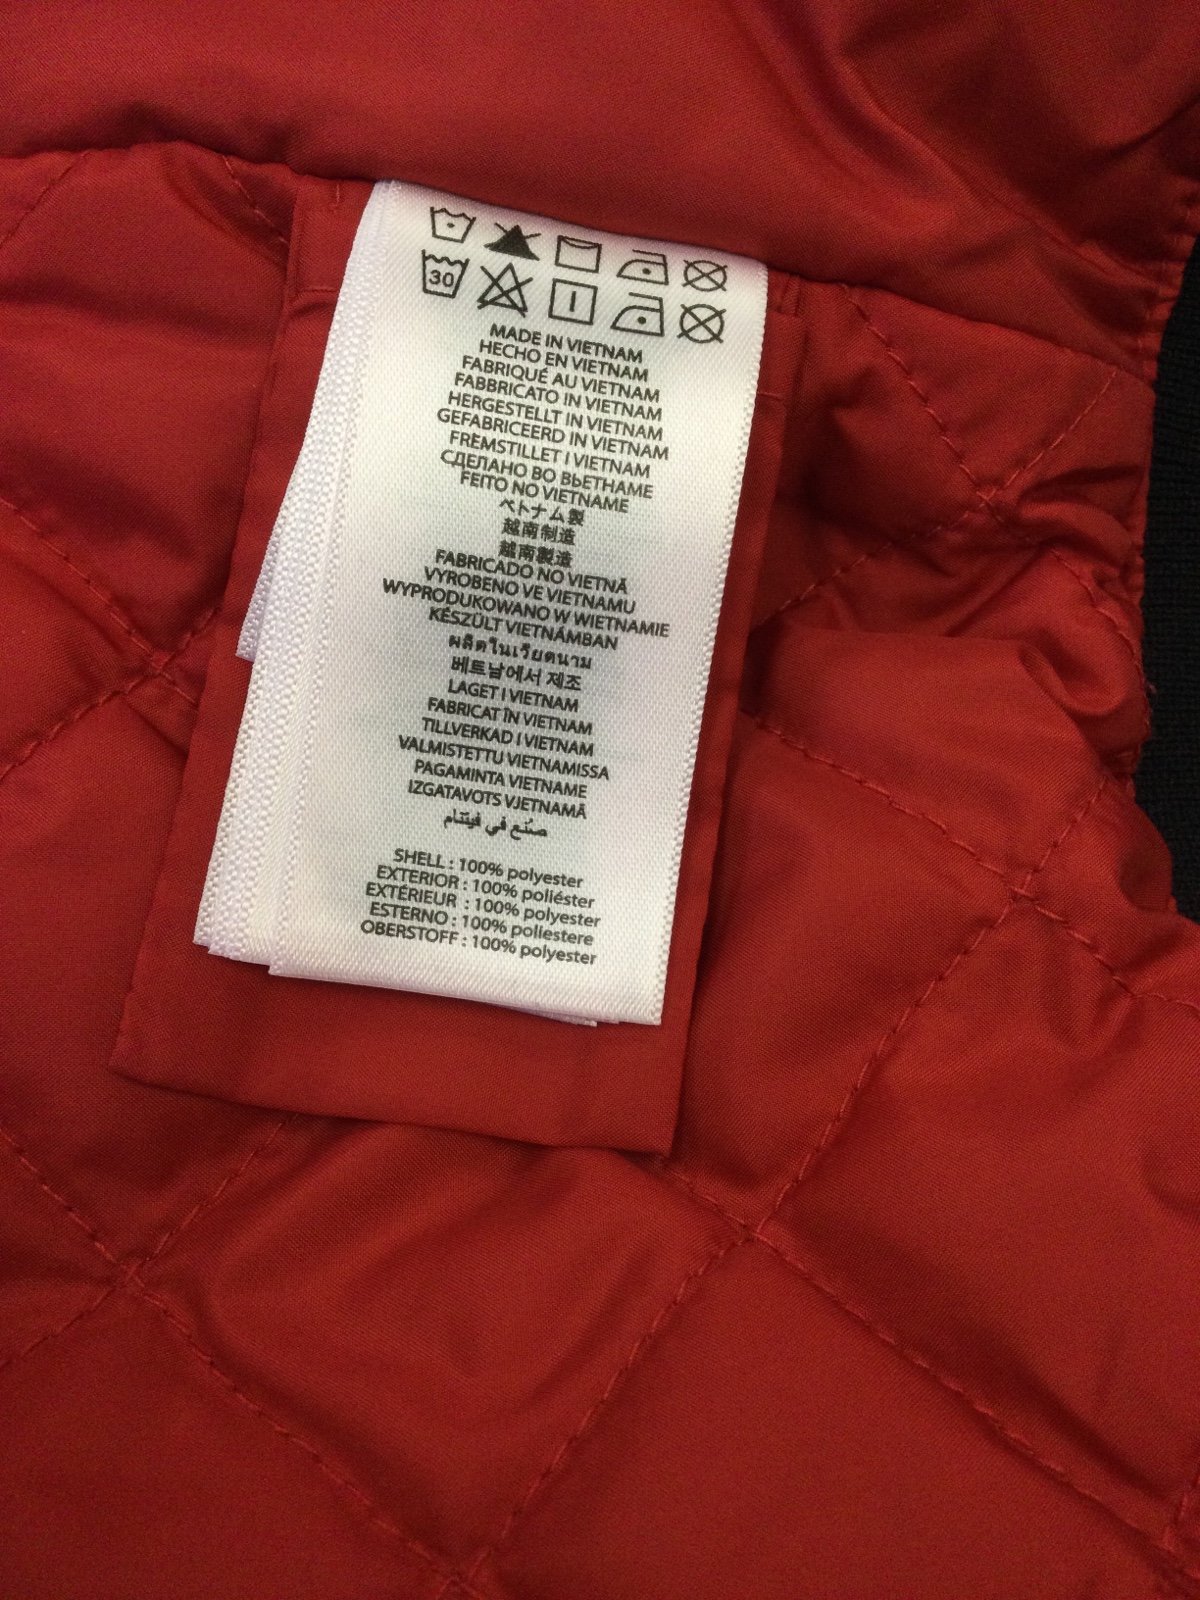 30
MADE IN VIETNAM
HECHO EN VIETNAM
FABRIQUÉ AU VIETNAM
FABBRICATO IN VIETNAM
HERGESTELLT IN VIETNAM
GEFABRICEERD IN VIETNAM
FREMSTILLET I VIETNAM
СДЕЛАНО ВО ВЬЕТНАМЕ
FEITO NO VIETNAME
ベトナム製
越南制造
越南製造
FABRICADO NO VIETNÃ
VYROBENO VE VIETNAMU
WYPRODUKOWANO W WIETNAMIE
KÉSZÜLT VIETNÁMBAN
ผลิตในเวียดนาม
베트남에서 제조
LAGET I VIETNAM
FABRICAT ÎN VIETNAM
TILLVERKAD I VIETNAM
VALMISTETTU VIETNAMISSA
PAGAMINTA VIETNAME
IZGATAVOTS VJETNAMĀ
صنع في فيتنام
SHELL : 100% polyester
EXTERIOR : 100% poliéster
EXTÉRIEUR : 100% polyester
ESTERNO : 100% poliestere
OBERSTOFF : 100% polyester